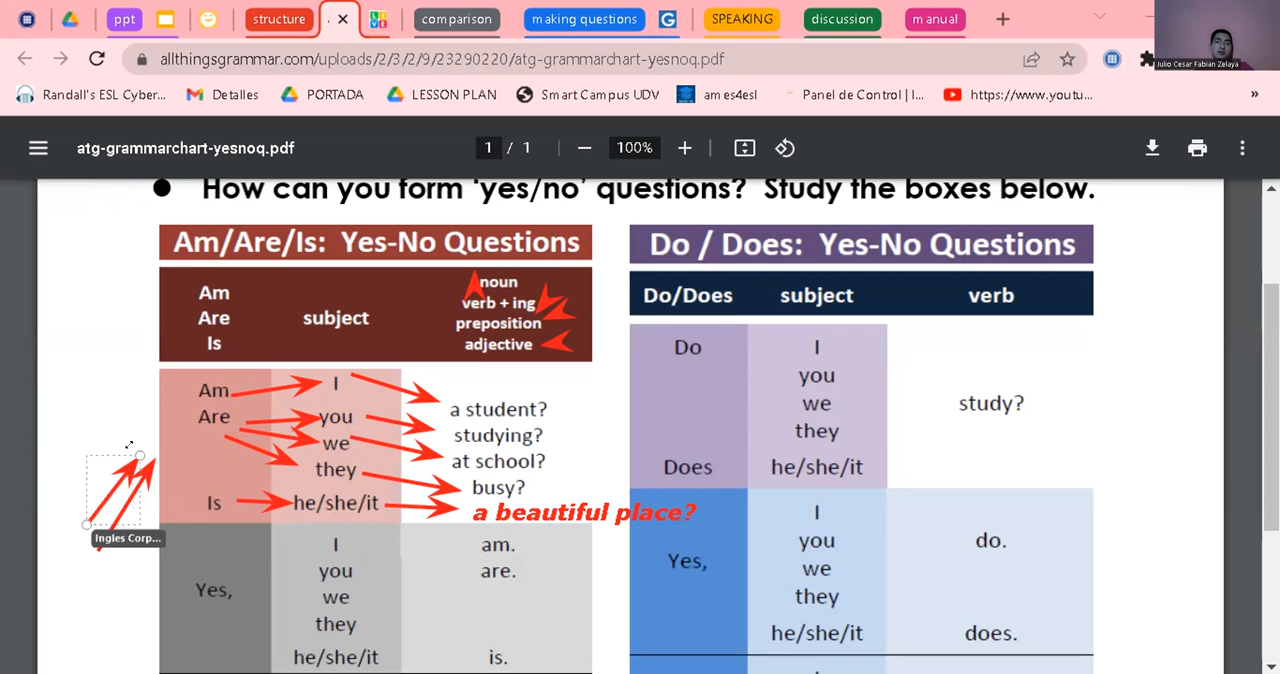 ppt
structure
comparison
making questions
SPEAKING
discussion
manual
allthingsgrammar.com/uploads/2/3/2/9/23290220/atg-grammarchart-yesnoq.pdf
Julio Cesar Fabian Zelaya
Randall's ESL Cyber...
Detalles
PORTADA
LESSON PLAN
Smart Campus UDV
ames4esl
Panel de Control | I...
https://www.youtu...
»
atg-grammarchart-yesnoq.pdf
1 / 1
100%
● How can you form 'yes/no' questions? Study the boxes below.
Am/Are/Is: Yes-No Questions
Am
Are
Is
subject
noun
verb + ing
preposition
adjective
Am
Are
Is
I
you
we
they
he/she/it
a student?
studying?
at school?
busy?
a beautiful place?
Ingles Corp...
Yes,
I
you
we
they
he/she/it
am.
are.
is.
Do / Does: Yes-No Questions
Do/Does
subject
verb
Do
Does
I
you
we
they
he/she/it
study?
Yes,
I
you
we
they
he/she/it
do.
does.